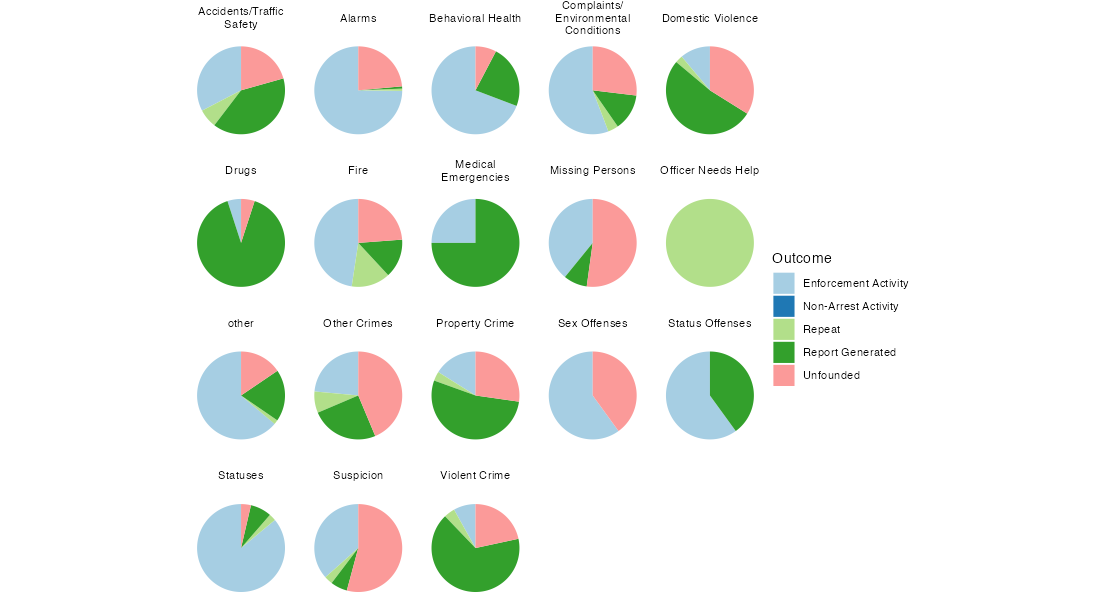 Accidents/Traffic
Safety
Alarms
Behavioral Health
Complaints/
Environmental
Conditions
Domestic Violence
Drugs
Fire
Medical
Emergencies
Missing Persons
Officer Needs Help
other
Other Crimes
Property Crime
Sex Offenses
Status Offenses
Statuses
Suspicion
Violent Crime
Outcome
Enforcement Activity
Non-Arrest Activity
Repeat
Report Generated
Unfounded